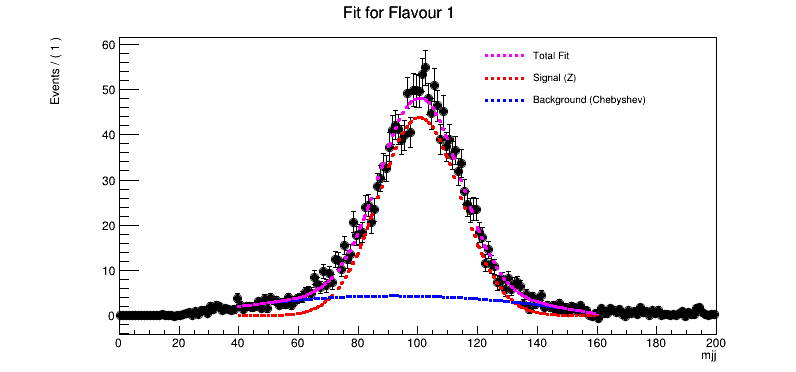 Fit for Flavour 1
Events / ( 1 )
60
50
40
30
20
10
0
Total Fit
Signal (Z)
Background (Chebyshev)
0 20 40 60 80 100 120 140 160 180 200
mjj